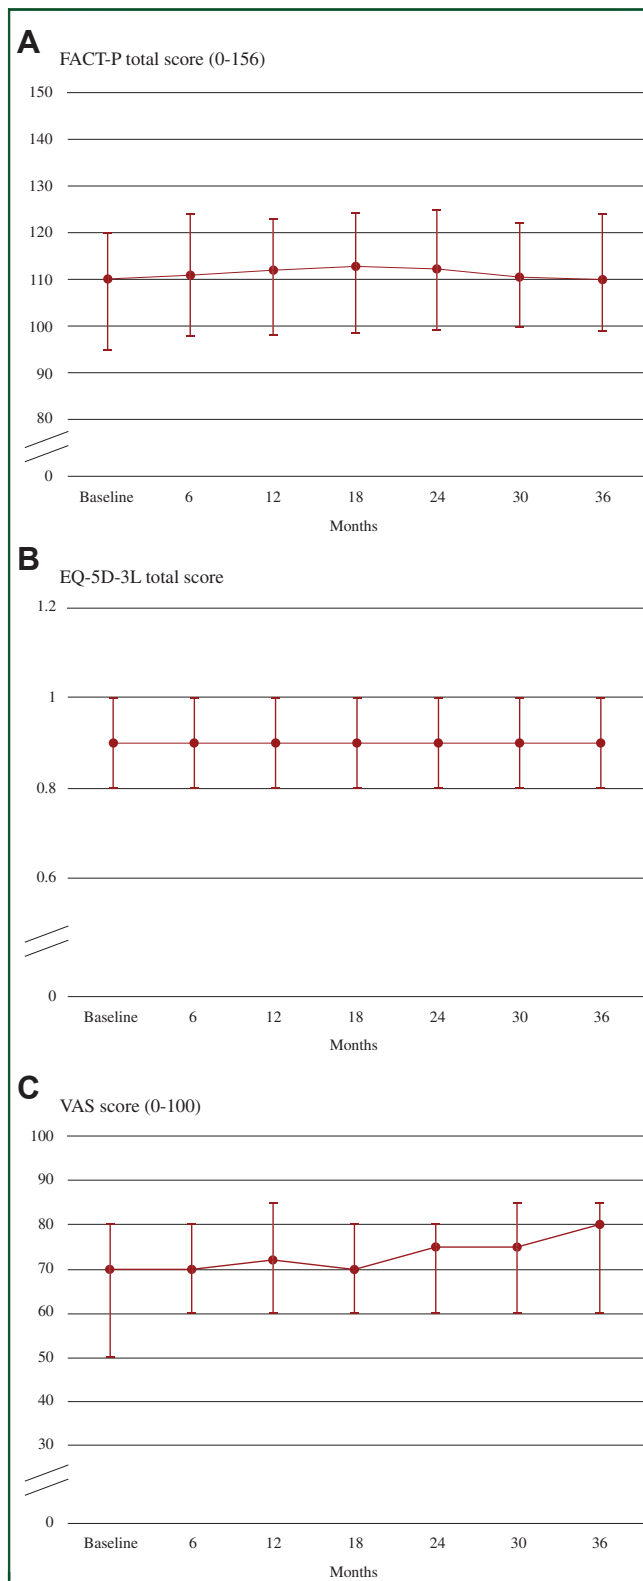 A
FACT-P total score (0-156)
150
140
130
120
110
100
90
80
0
Baseline 6 12 18 24 30 36
Months
B
EQ-5D-3L total score
1.2
1
0.8
0.6
0
Baseline 6 12 18 24 30 36
Months
C
VAS score (0-100)
100
90
80
70
60
50
40
30
0
Baseline 6 12 18 24 30 36
Months